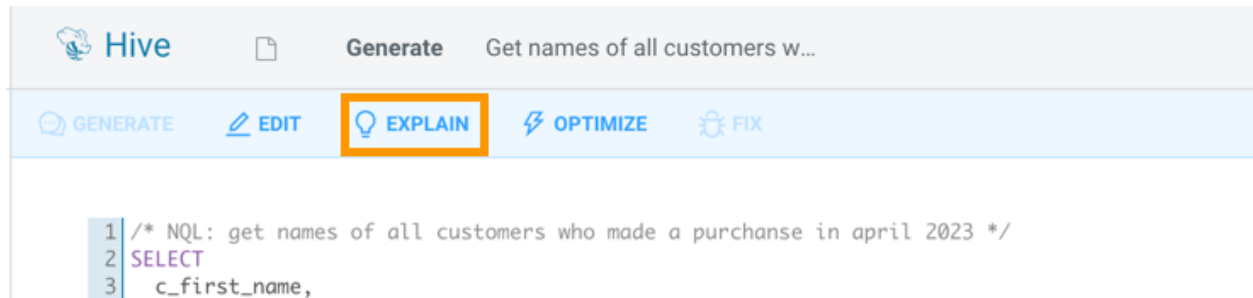 Hive Generate Get names of all customers w...
GENERATE EDIT EXPLAIN OPTIMIZE FIX
1 /* NQL: get names of all customers who made a purchanse in april 2023 */
2 SELECT
3 c_first_name,